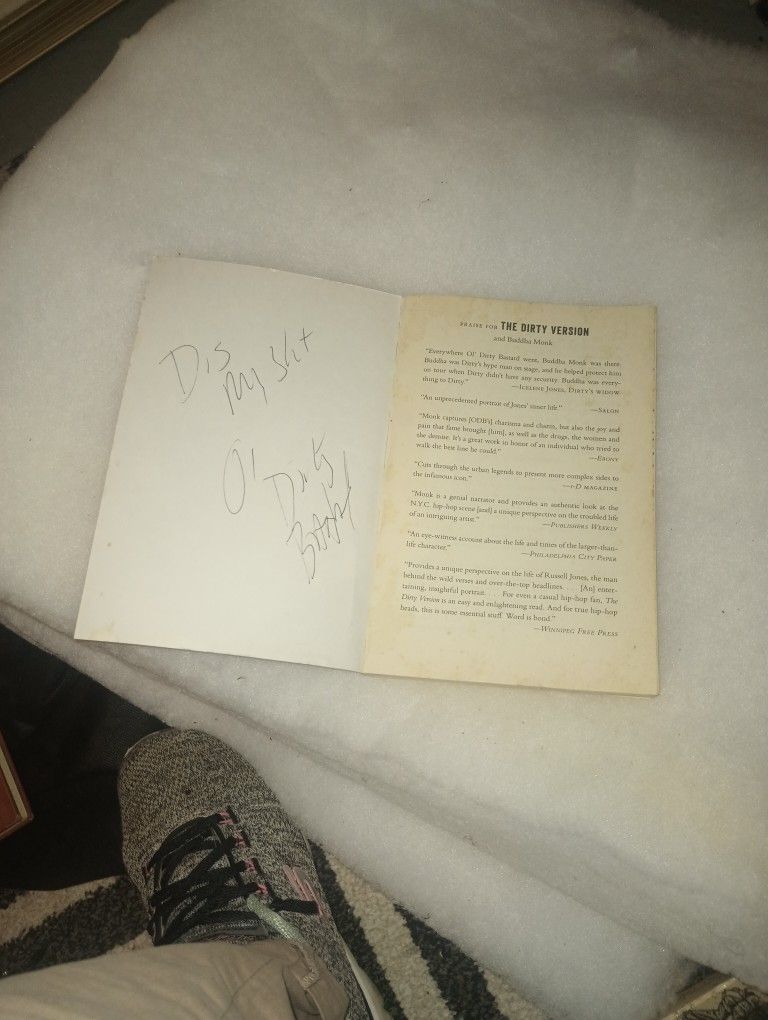 Dis
My Shit
Ol'
Dirty
PRAISE FOR THE DIRTY VERSION
and Buddha Monk
"Everywhere Ol' Dirty Bastard went, Buddha Monk was there.
Buddha was Dirty's hype man on stage, and he helped protect him
on tour when Dirty didn't have any security. Buddha was every-
thing to Dirty."
—ICELENE JONES, DIRTY'S WIDOW
"An unprecedented portrait of Jones' inner life."
—SALON
"Monk captures [ODB's] charisma and charm, but also the joy and
pain that fame brought [him], as well as the drugs, the women and
the demise. It's a great work in honor of an individual who tried to
walk the best line he could."
—EBONY
"Cuts through the urban legends to present more complex sides to
the infamous icon."
—I-D MAGAZINE
"Monk is a genial narrator and provides an authentic look at the
N.Y.C. hip-hop scene [and] a unique perspective on the troubled life
of an intriguing artist."
—PUBLISHERS WEEKLY
"An eye-witness account about the life and times of the larger-than-
life character."
—PHILADELPHIA CITY PAPER
"Provides a unique perspective on the life of Russell Jones, the man
behind the wild verses and over-the-top headlines. . . . [An] enter-
taining, insightful portrait. . . . For even a casual hip-hop fan, The
Dirty Version is an easy and enlightening read. And for true hip-hop
heads, this is some essential stuff. Word is bond."
—WINNIPEG FREE PRESS